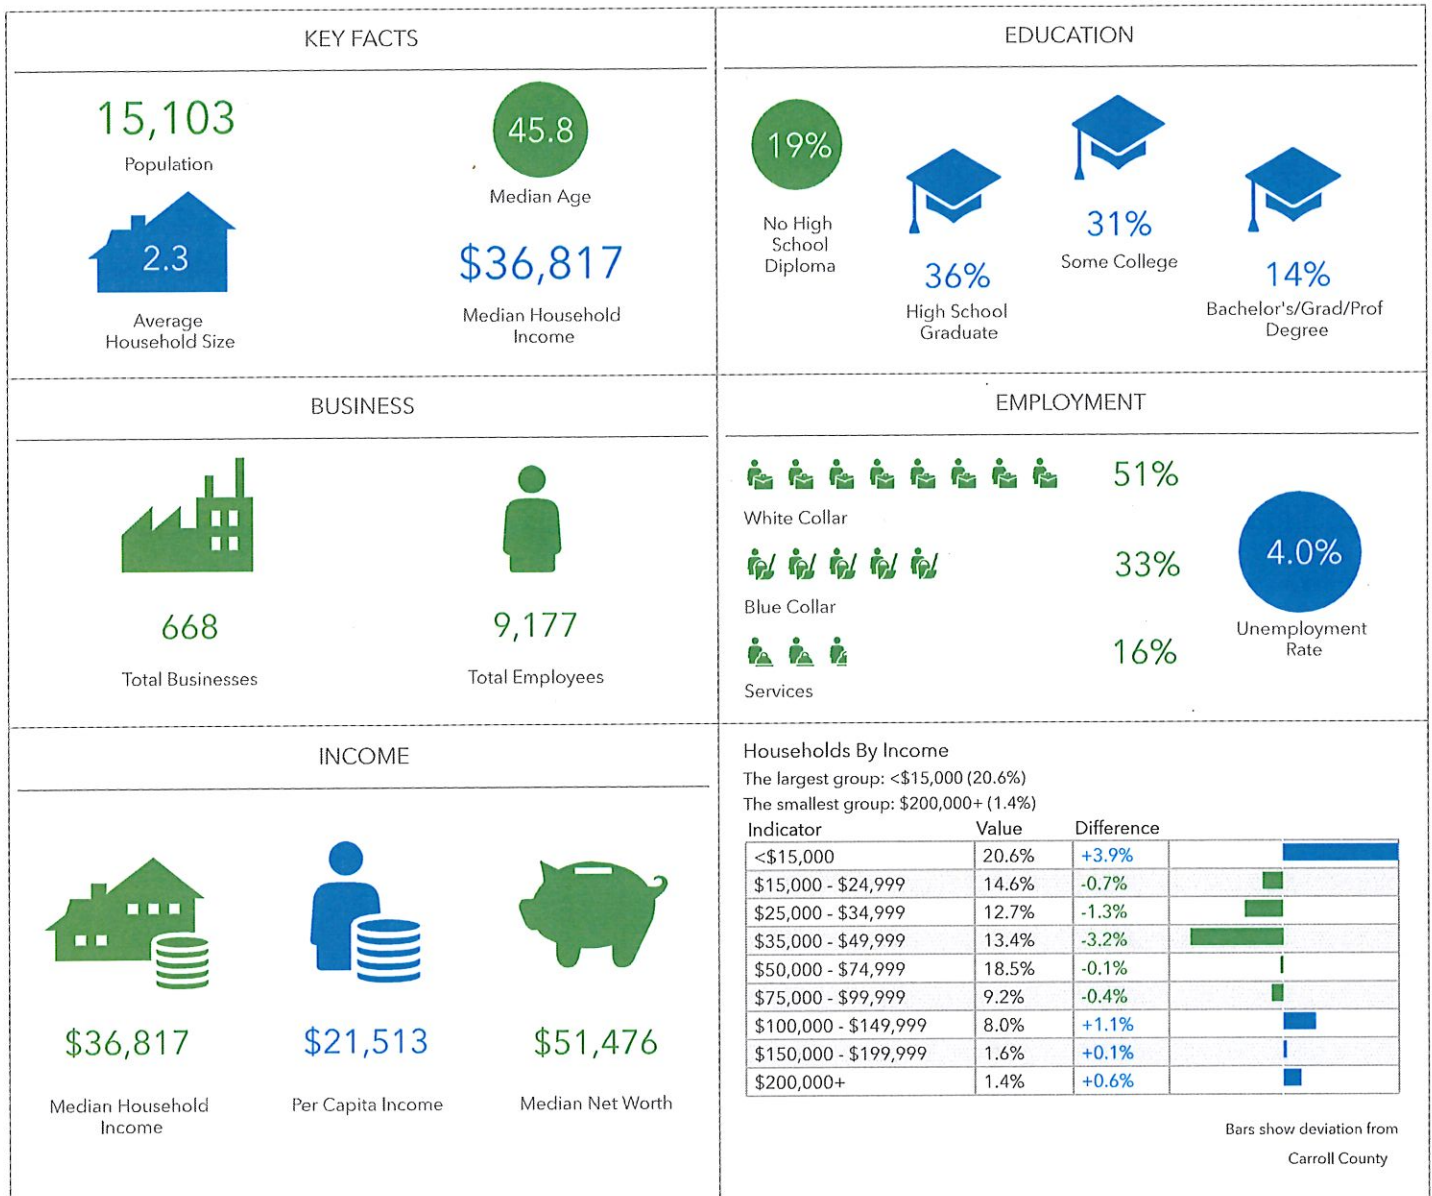 KEY FACTS
15,103
Population
45.8
Median Age
2.3
Average
Household Size
$36,817
Median Household
Income
EDUCATION
19%
No High
School
Diploma
36%
High School
Graduate
31%
Some College
14%
Bachelor's/Grad/Prof
Degree
BUSINESS
668
Total Businesses
9,177
Total Employees
EMPLOYMENT
51%
White Collar
33%
Blue Collar
16%
Services
4.0%
Unemployment
Rate
INCOME
$36,817
Median Household
Income
$21,513
Per Capita Income
$51,476
Median Net Worth
Households By Income
The largest group: <$15,000 (20.6%)
The smallest group: $200,000+ (1.4%)
Indicator Value Difference
<$15,000 20.6% +3.9%
$15,000 - $24,999 14.6% -0.7%
$25,000 - $34,999 12.7% -1.3%
$35,000 - $49,999 13.4% -3.2%
$50,000 - $74,999 18.5% -0.1%
$75,000 - $99,999 9.2% -0.4%
$100,000 - $149,999 8.0% +1.1%
$150,000 - $199,999 1.6% +0.1%
$200,000+ 1.4% +0.6%
Bars show deviation from
Carroll County